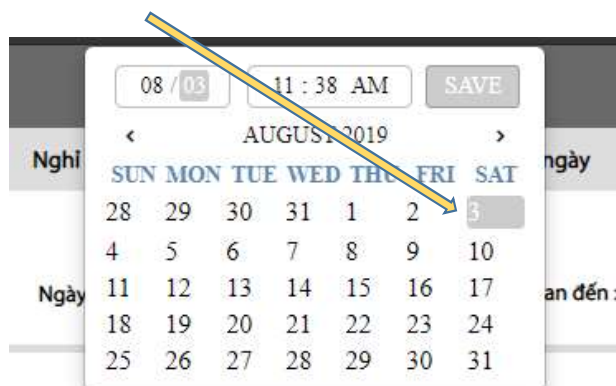 08 / 03 11 : 38 AM SAVE
‹ AUGUST 2019 ›
Nghỉ ngày
SUN MON TUE WED THU FRI SAT
28 29 30 31 1 2 3
4 5 6 7 8 9 10
Ngày 11 12 13 14 15 16 17 an đến :
18 19 20 21 22 23 24
25 26 27 28 29 30 31